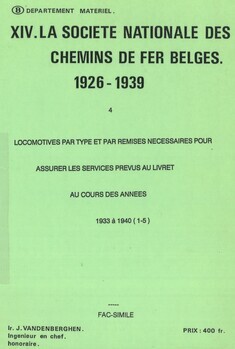 B DEPARTEMENT MATERIEL.
XIV. LA SOCIETE NATIONALE DES
CHEMINS DE FER BELGES.
1926 - 1939
4
LOCOMOTIVES PAR TYPE ET PAR REMISES NECESSAIRES POUR
ASSURER LES SERVICES PREVUS AU LIVRET
AU COURS DES ANNEES
1933 à 1940 ( 1-5 )
FAC-SIMILE
Ir. J. VANDENBERGHEN.
Ingenieur en chef.
honoraire.
PRIX : 400 fr.